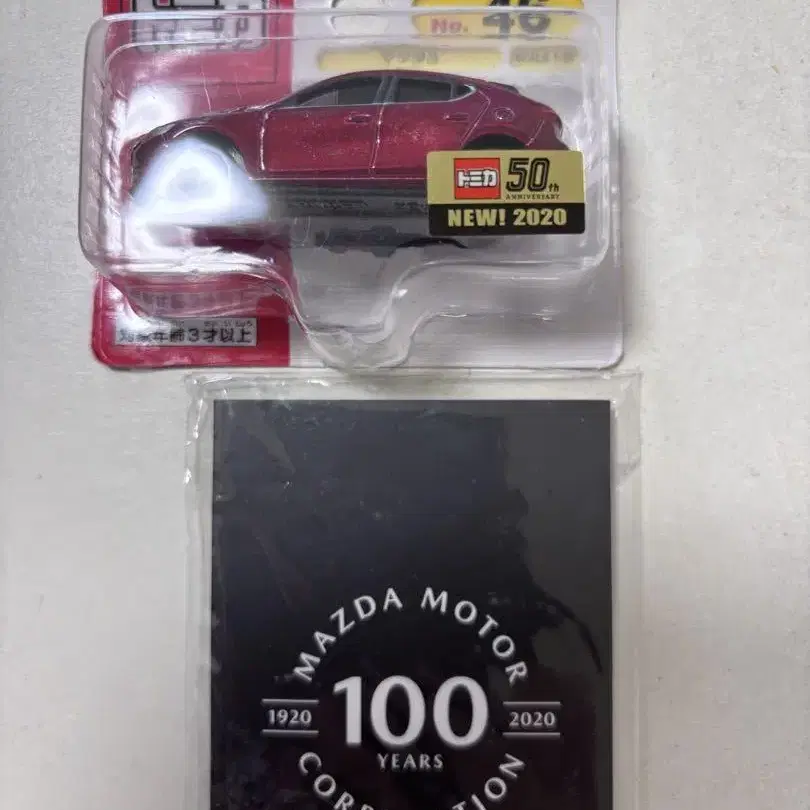 No. 46
トミカ 50th
ANNIVERSARY
NEW! 2020
対象年齢3才以上
MAZDA MOTOR
1920 100 2020
YEARS